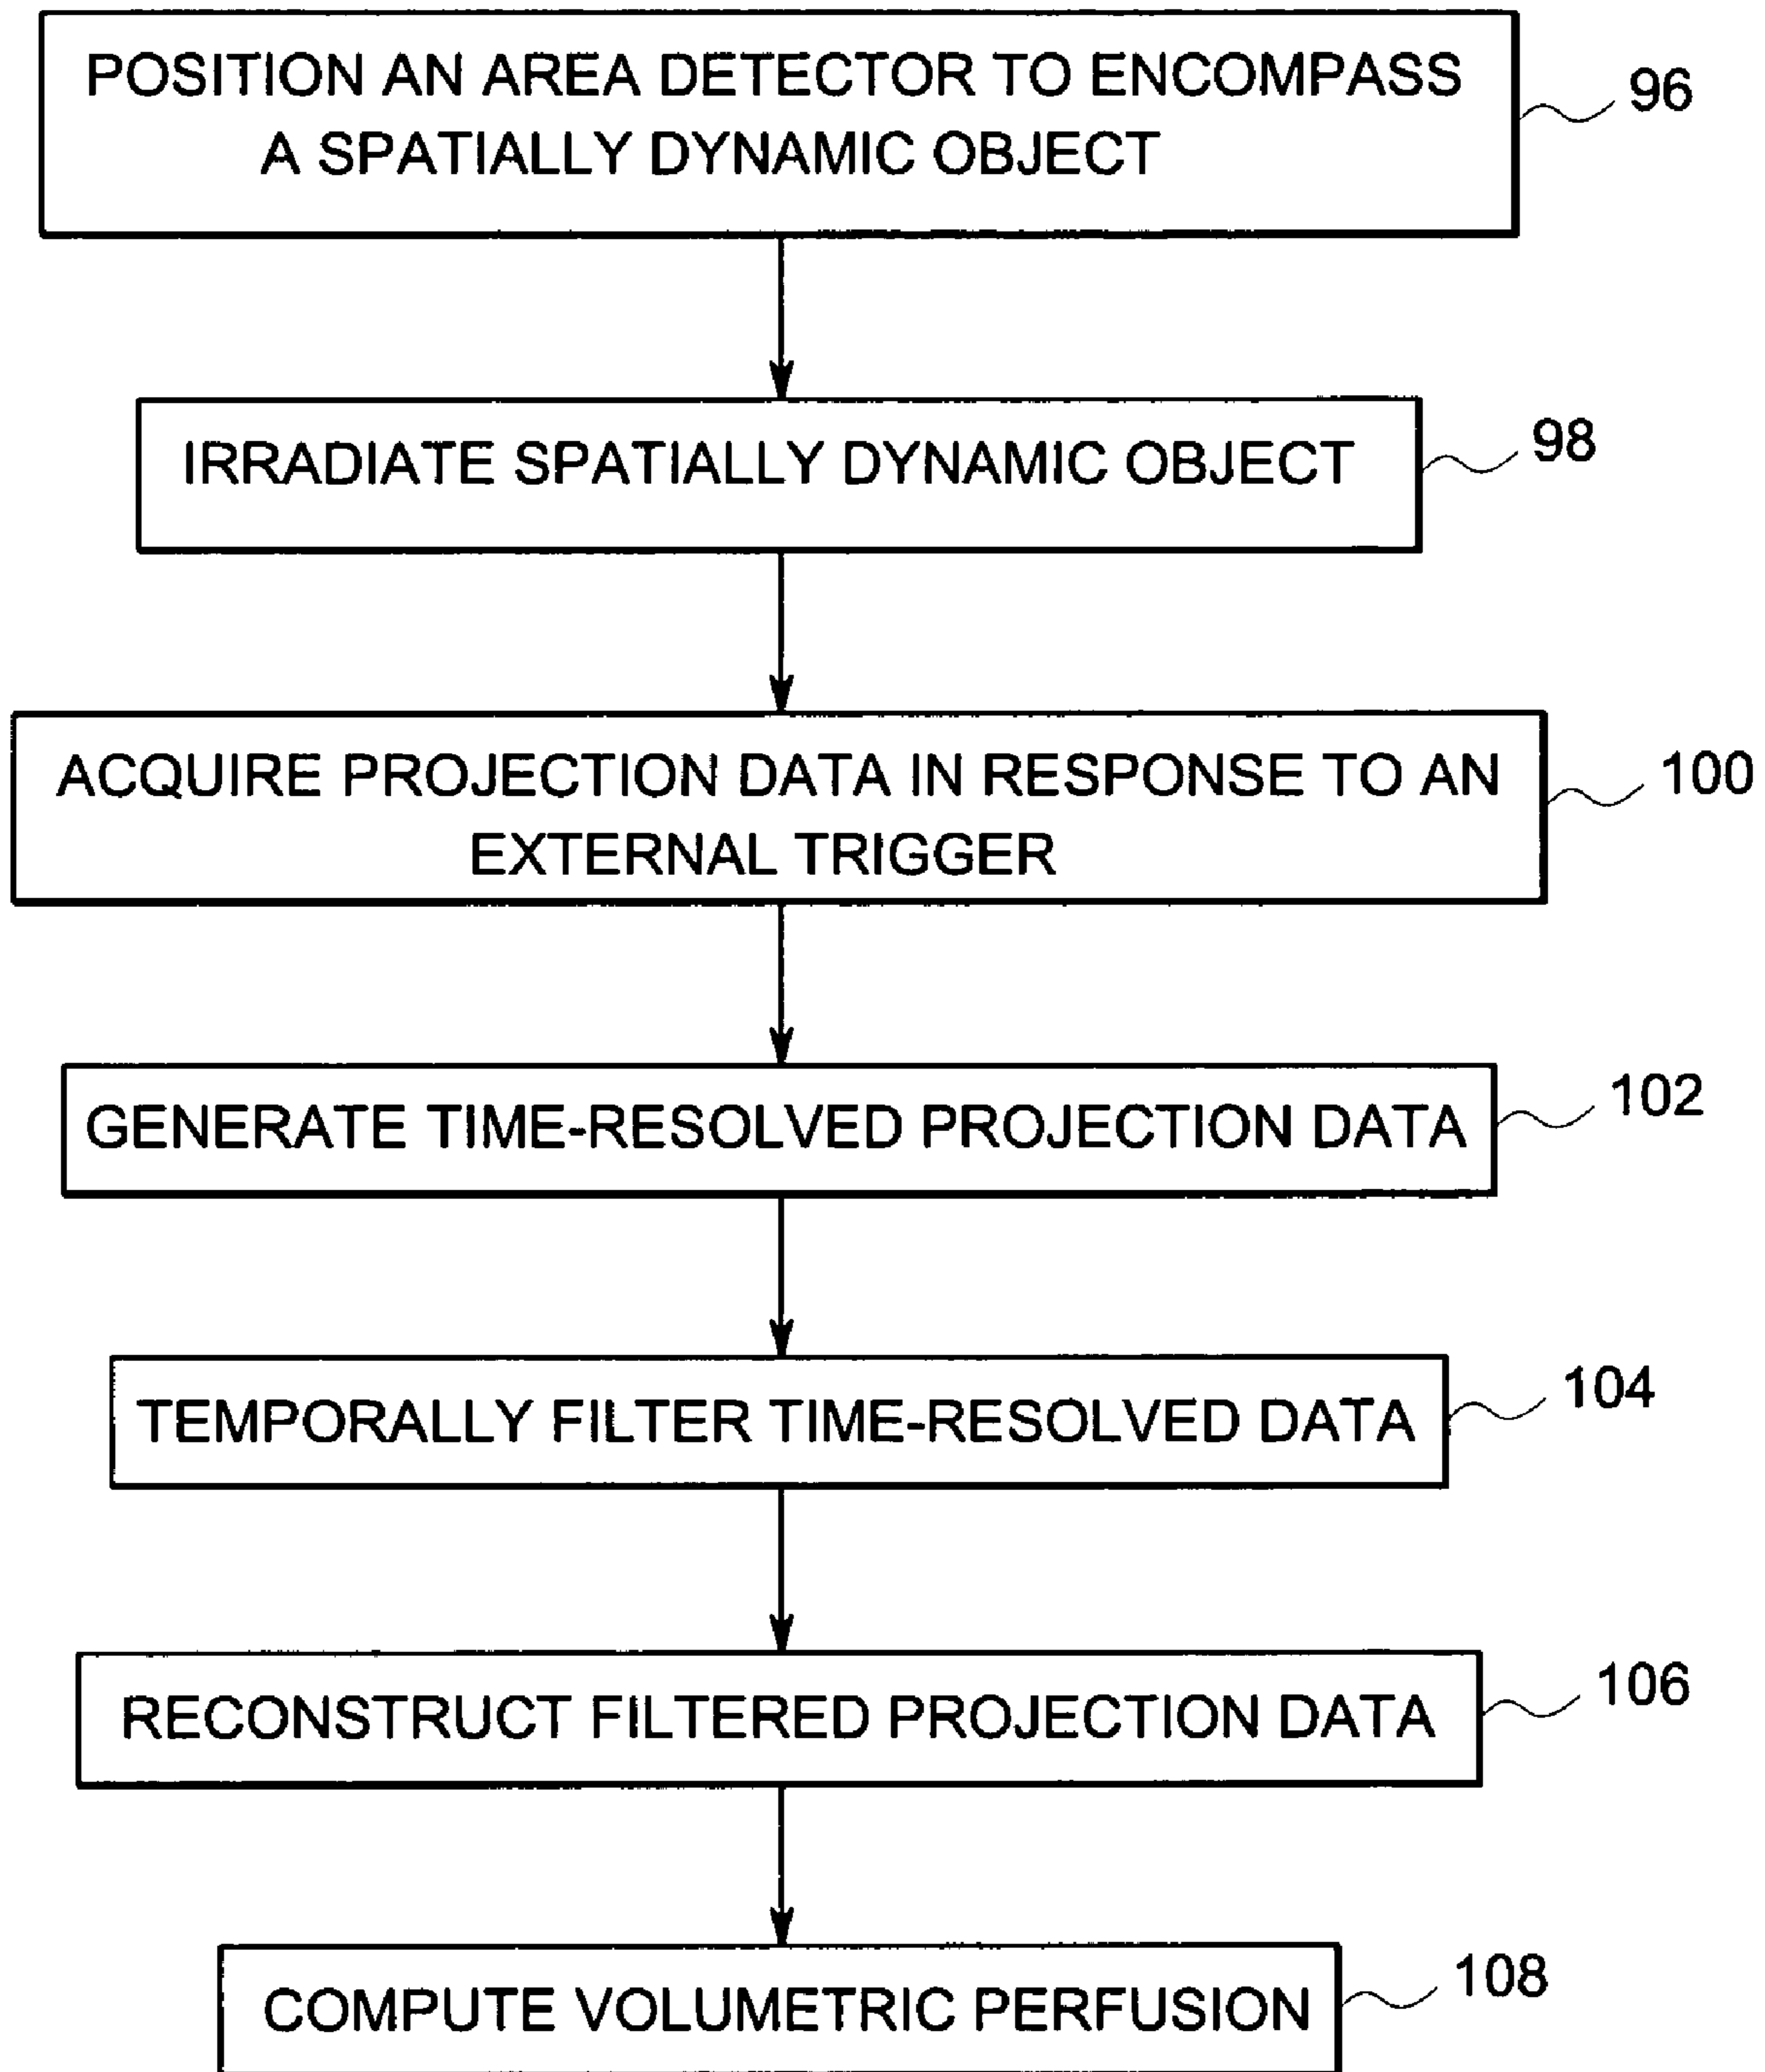 POSITION AN AREA DETECTOR TO ENCOMPASS
A SPATIALLY DYNAMIC OBJECT
96
IRRADIATE SPATIALLY DYNAMIC OBJECT
98
ACQUIRE PROJECTION DATA IN RESPONSE TO AN
EXTERNAL TRIGGER
100
GENERATE TIME-RESOLVED PROJECTION DATA
102
TEMPORALLY FILTER TIME-RESOLVED DATA
104
RECONSTRUCT FILTERED PROJECTION DATA
106
COMPUTE VOLUMETRIC PERFUSION
108